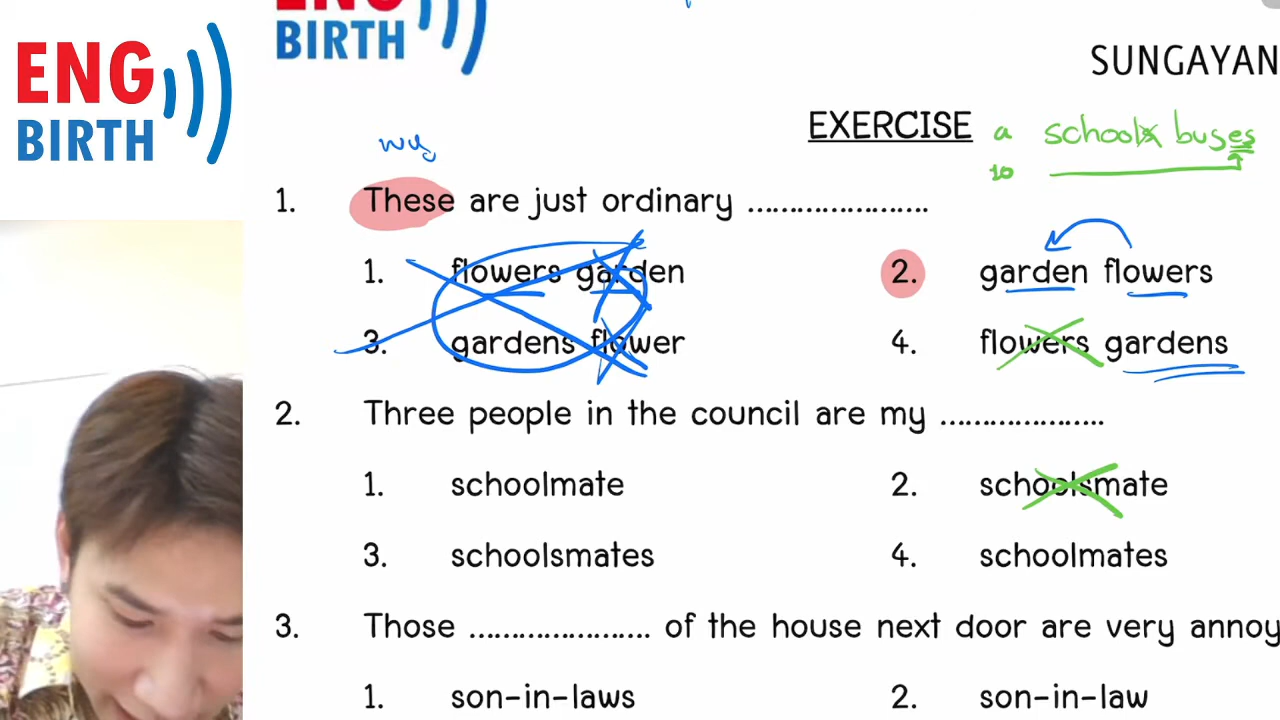 ENG
BIRTH
ENG
BIRTH
SUNGAYAN
EXERCISE
a schools buses
10
1. These are just ordinary .....................
1. flowers garden 2. garden flowers
3. gardens flower 4. flowers gardens
2. Three people in the council are my ....................
1. schoolmate 2. schoolsmate
3. schoolsmates 4. schoolmates
3. Those ..................... of the house next door are very annoy
1. son-in-laws 2. son-in-law